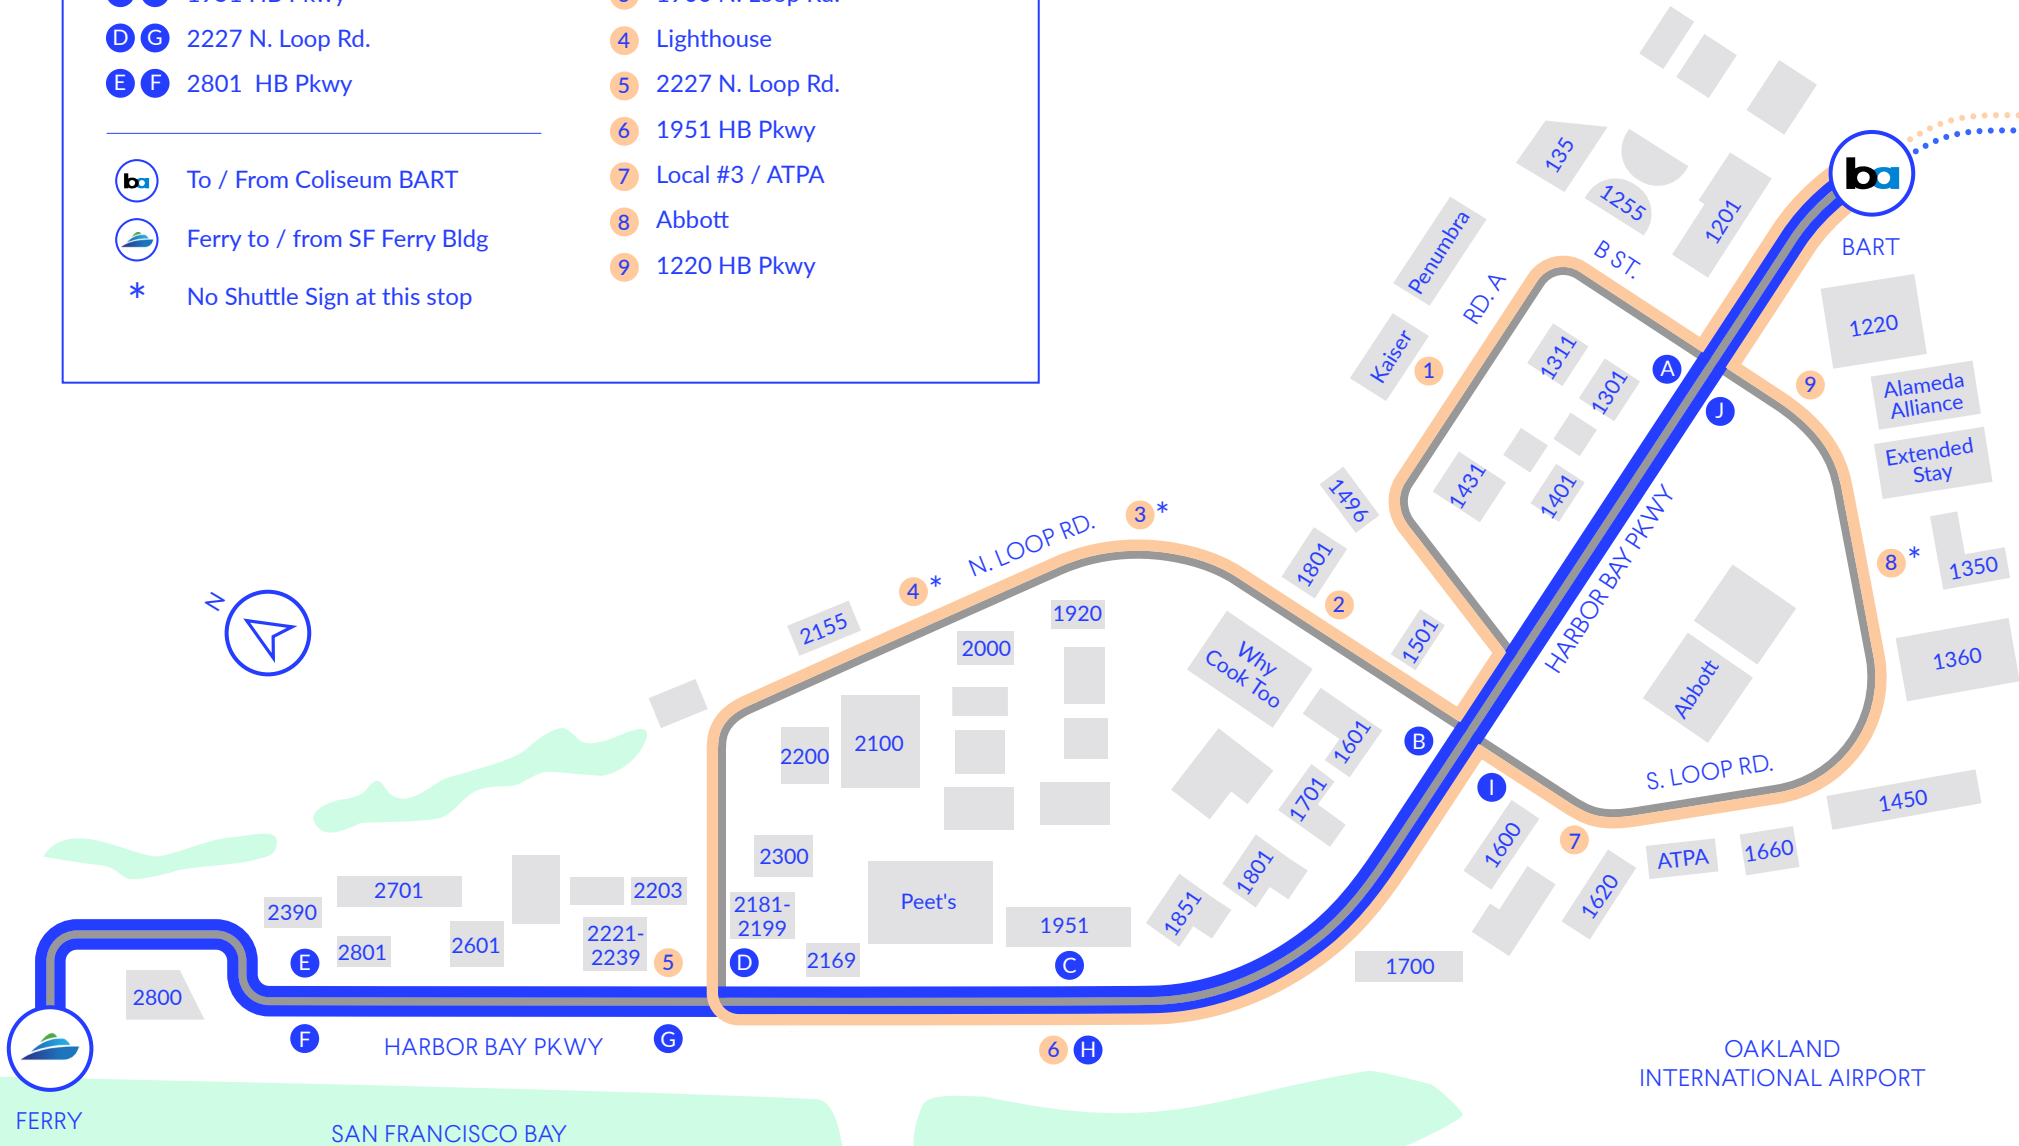 D G 2227 N. Loop Rd.
E F 2801 HB Pkwy
ba To / From Coliseum BART
Ferry to / from SF Ferry Bldg
* No Shuttle Sign at this stop
4 Lighthouse
5 2227 N. Loop Rd.
6 1951 HB Pkwy
7 Local #3 / ATPA
8 Abbott
9 1220 HB Pkwy
135
1255
1201
ba
BART
B ST.
Penumbra
RD. A
Kaiser
1
1311
1301
A
J
9
1220
Alameda
Alliance
Extended
Stay
1431
1401
1496
1801
2
1501
HARBOR BAY PKWY
8*
1350
1360
Abbott
S. LOOP RD.
1450
3*
N. LOOP RD.
4*
N
2155
1920
2000
2200
2100
Why
Cook Too
1601
B
I
1701
1801
1851
1600
7
1620
ATPA
1660
2300
2181-
2199
Peet's
1951
2169
D
C
1700
2390
2701
2203
2801
2601
2221-
2239
5
E
2800
F
HARBOR BAY PKWY
G
6 H
FERRY
SAN FRANCISCO BAY
OAKLAND
INTERNATIONAL AIRPORT